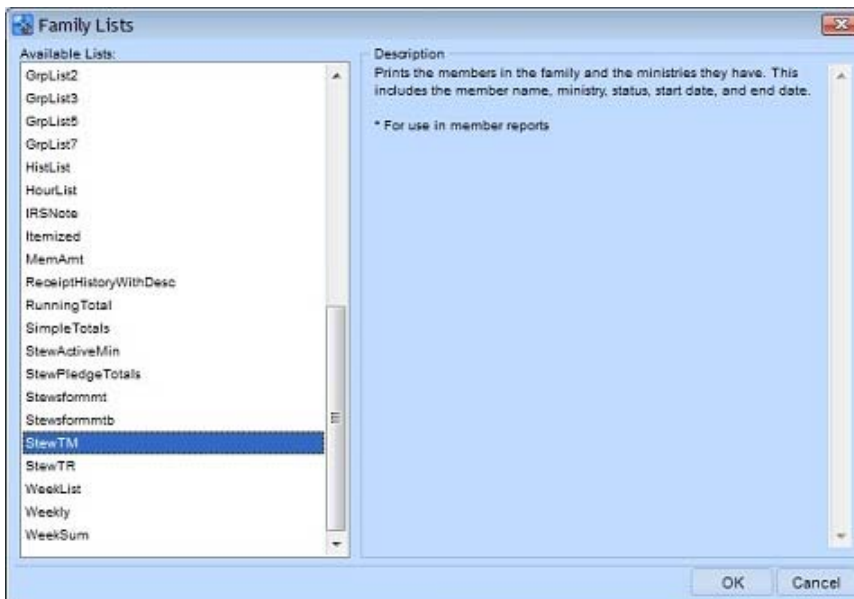 Family Lists
Available Lists:
GrpList2
GrpList3
GrpList6
GrpList7
HistList
HourList
IRSNote
Itemized
MemAmt
ReceiptHistoryWithDesc
RunningTotal
SimpleTotals
StewActiveMin
StewPledgeTotals
Stewsformmt
Stewsformmtb
StewTM
StewTR
WeekList
Weekly
WeekSum
Description
Prints the members in the family and the ministries they have. This
includes the member name, ministry, status, start date, and end date.
* For use in member reports
OK
Cancel